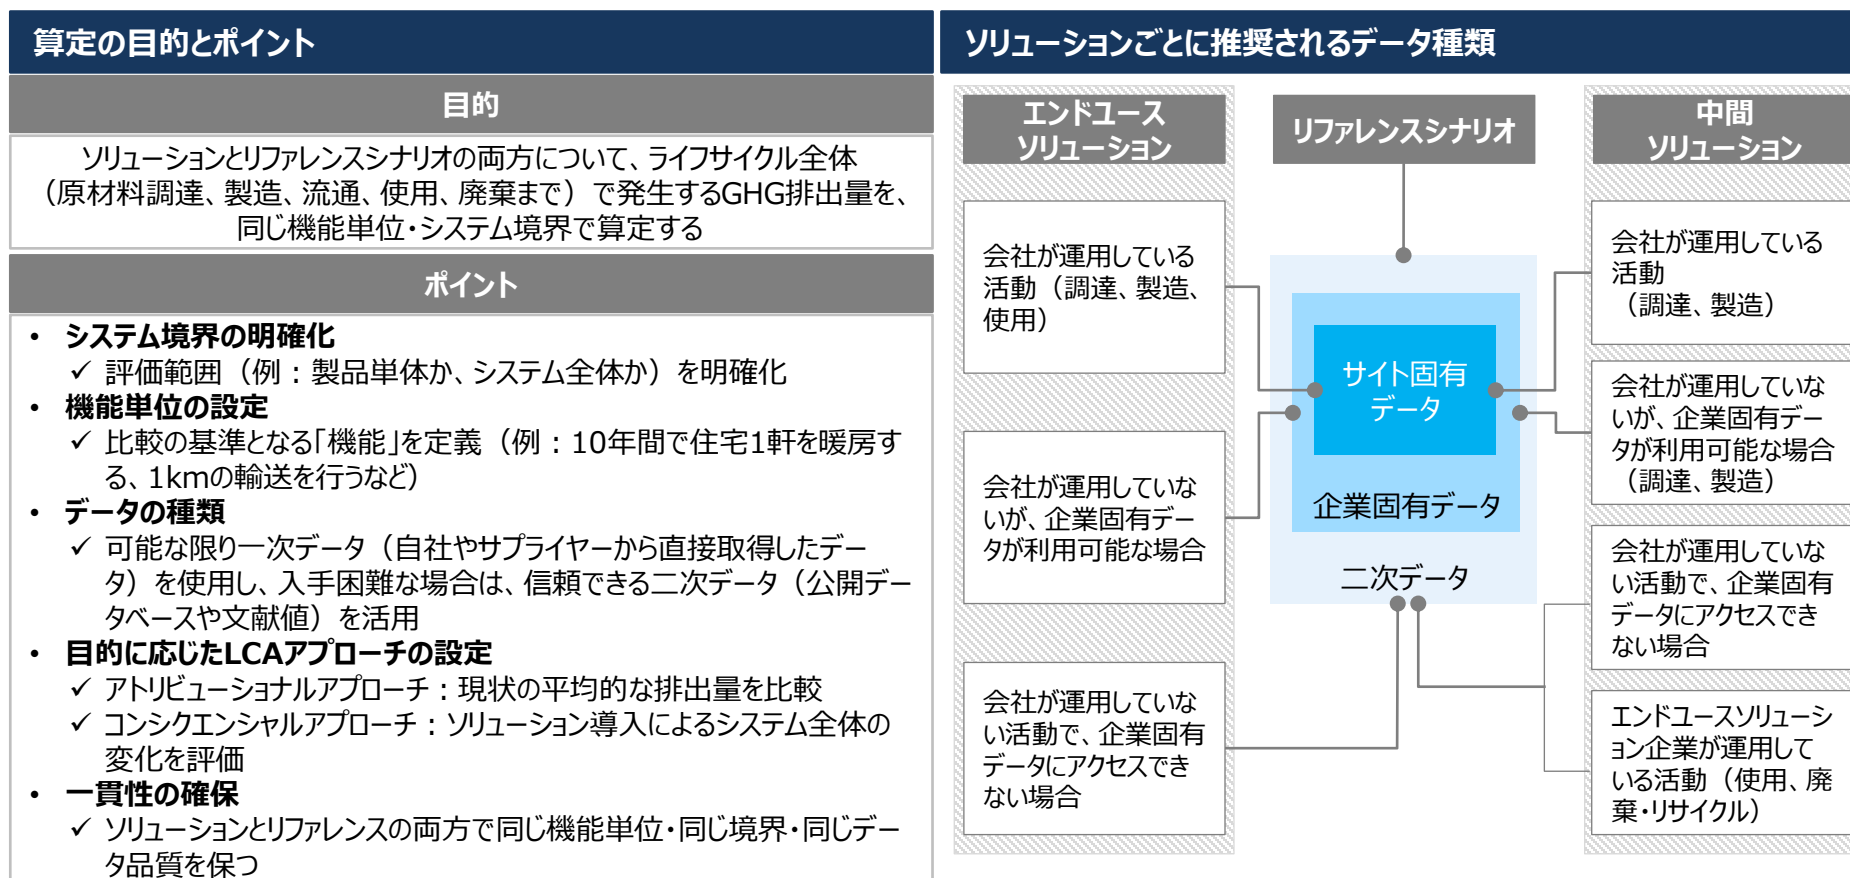 算定の目的とポイント
目的
ソリューションとリファレンスシナリオの両方について、ライフサイクル全体
（原材料調達、製造、流通、使用、廃棄まで）で発生するGHG排出量を、
同じ機能単位・システム境界で算定する
ポイント
• システム境界の明確化
✓ 評価範囲（例：製品単体か、システム全体か）を明確化
• 機能単位の設定
✓ 比較の基準となる「機能」を定義（例：10年間で住宅1軒を暖房す
る、1kmの輸送を行うなど）
• データの種類
✓ 可能な限り一次データ（自社やサプライヤーから直接取得したデー
タ）を使用し、入手困難な場合は、信頼できる二次データ（公開デー
タベースや文献値）を活用
• 目的に応じたLCAアプローチの設定
✓ アトリビューショナルアプローチ：現状の平均的な排出量を比較
✓ コンシクエンシャルアプローチ：ソリューション導入によるシステム全体の
変化を評価
• 一貫性の確保
✓ ソリューションとリファレンスの両方で同じ機能単位・同じ境界・同じデー
タ品質を保つ
ソリューションごとに推奨されるデータ種類
エンドユース
ソリューション
会社が運用している
活動（調達、製造、
使用）
会社が運用していな
いが、企業固有デー
タが利用可能な場合
会社が運用していな
い活動で、企業固有
データにアクセスでき
ない場合
リファレンスシナリオ
サイト固有
データ
企業固有データ
二次データ
中間
ソリューション
会社が運用している
活動
（調達、製造）
会社が運用していな
いが、企業固有デー
タが利用可能な場合
（調達、製造）
会社が運用していな
い活動で、企業固有
データにアクセスでき
ない場合
エンドユースソリューシ
ョン企業が運用して
いる活動（使用、廃
棄・リサイクル）